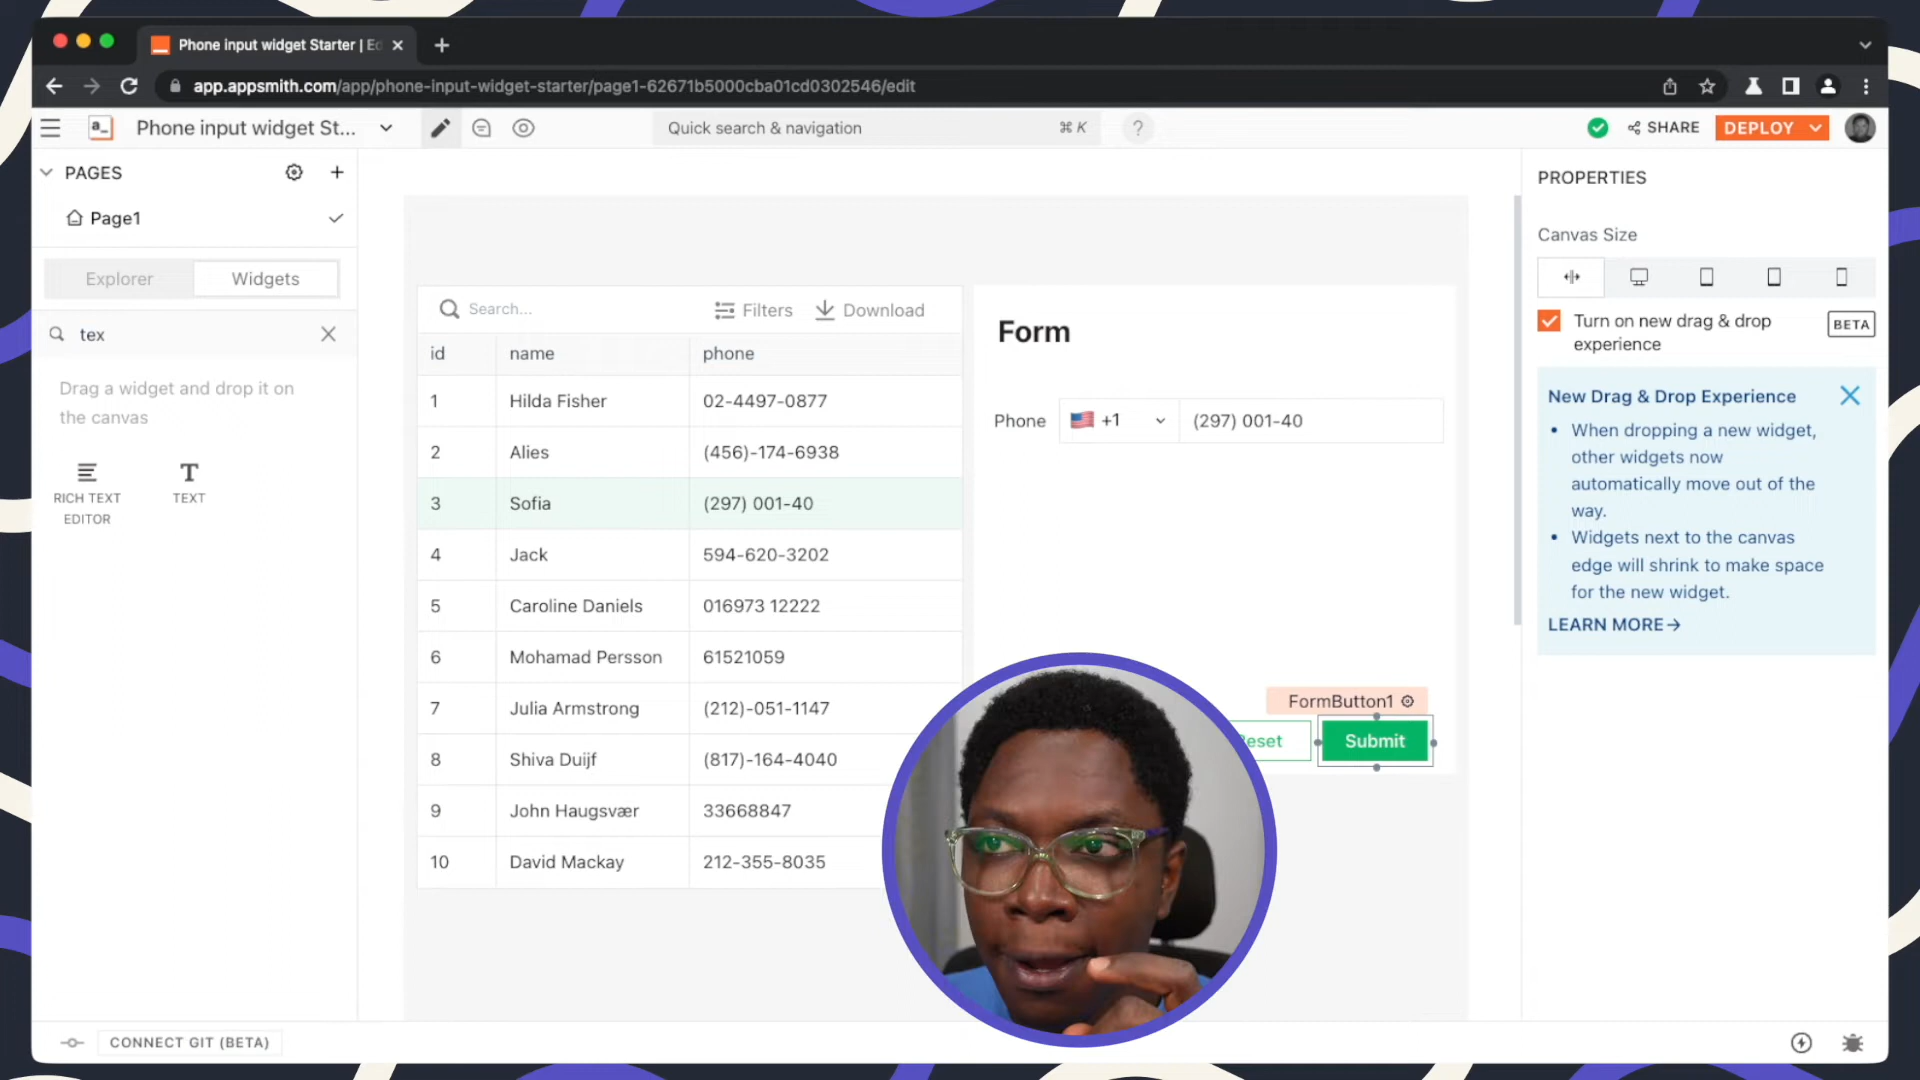 Phone input widget Starter | Ed
app.appsmith.com/app/phone-input-widget-starter/page1-62671b5000cba01cd0302546/edit
a_
Phone input widget St...
Quick search & navigation
⌘ K
?
SHARE
DEPLOY
PAGES
Page1
Explorer
Widgets
tex
Drag a widget and drop it on
the canvas
RICH TEXT
EDITOR
TEXT
Search...
Filters
Download
id name phone
1 Hilda Fisher 02-4497-0877
2 Alies (456)-174-6938
3 Sofia (297) 001-40
4 Jack 594-620-3202
5 Caroline Daniels 016973 12222
6 Mohamad Persson 61521059
7 Julia Armstrong (212)-051-1147
8 Shiva Duijf (817)-164-4040
9 John Haugsvær 33668847
10 David Mackay 212-355-8035
Form
Phone
+1
(297) 001-40
FormButton1
eset
Submit
PROPERTIES
Canvas Size
Turn on new drag & drop
experience
BETA
New Drag & Drop Experience
• When dropping a new widget,
other widgets now
automatically move out of the
way.
• Widgets next to the canvas
edge will shrink to make space
for the new widget.
LEARN MORE→
CONNECT GIT (BETA)